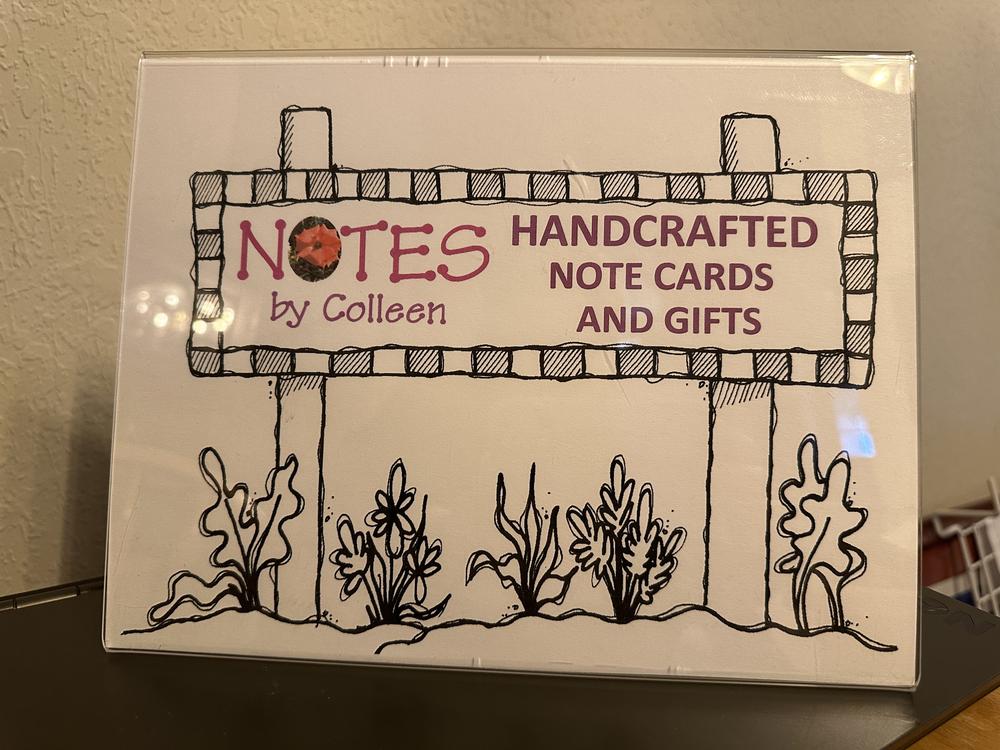 NOTES
by Colleen
HANDCRAFTED
NOTE CARDS
AND GIFTS